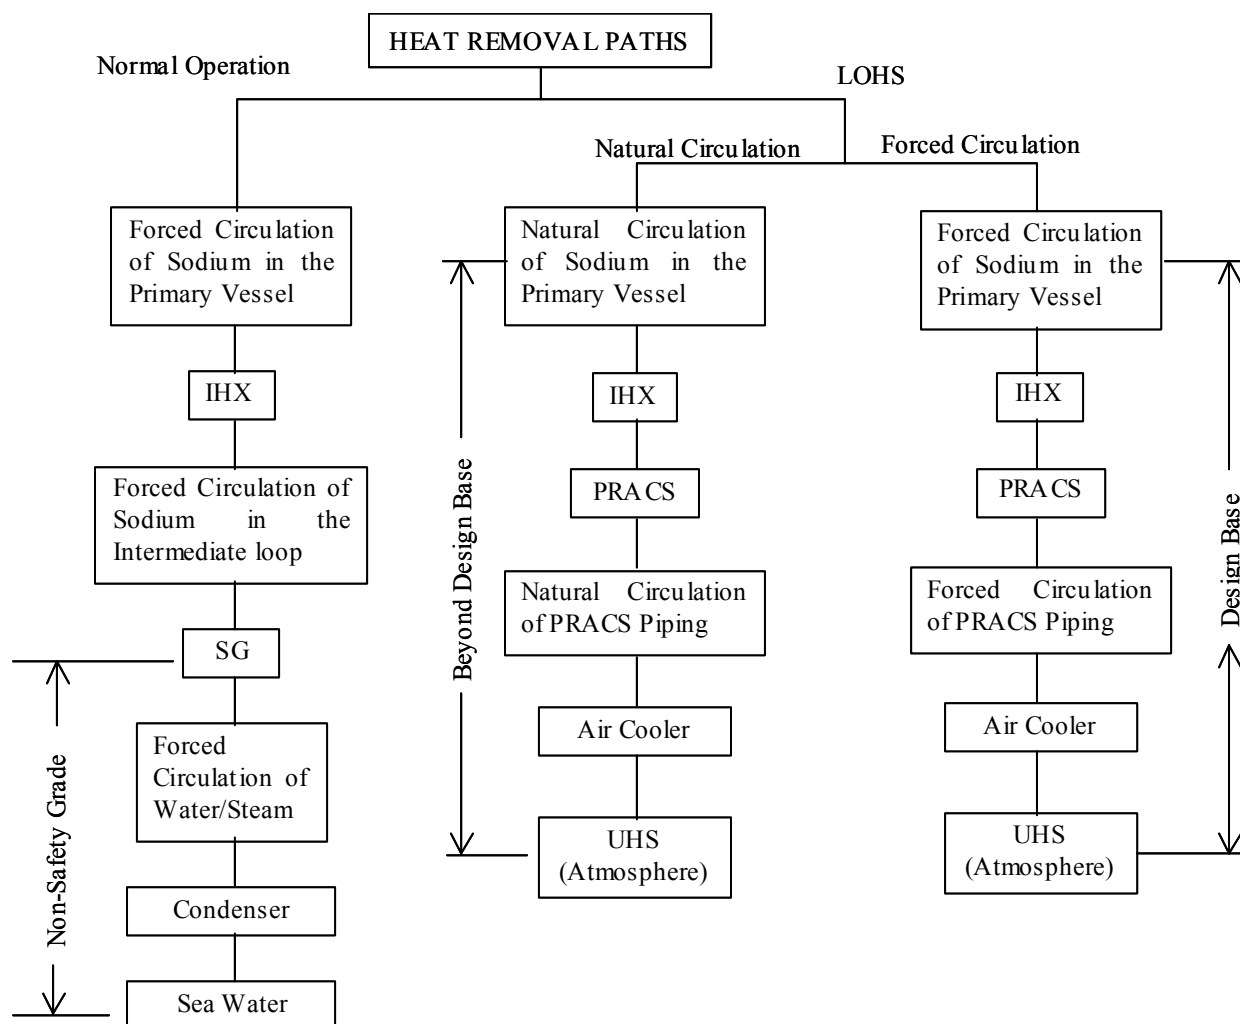 HEAT REMOVAL PATHS
Normal Operation
LOHS
Natural Circulation
Forced Circulation
Forced Circulation
of Sodium in the
Primary Vessel
IHX
Forced Circulation of
Sodium in the
Intermediate loop
SG
Forced
Circulation of
Water/Steam
Condenser
Sea Water
Non-Safety Grade
Natural Circulation
of Sodium in the
Primary Vessel
IHX
PRACS
Natural Circulation
of PRACS Piping
Air Cooler
UHS
(Atmosphere)
Beyond Design Base
Forced Circulation
of Sodium in the
Primary Vessel
IHX
PRACS
Forced Circulation
of PRACS Piping
Air Cooler
UHS
(Atmosphere)
Design Base